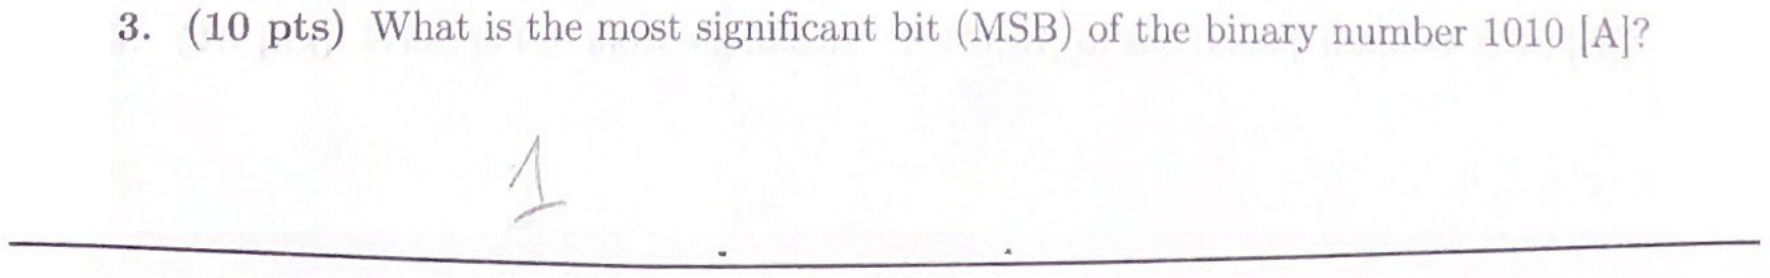 3. (10 pts) What is the most significant bit (MSB) of the binary number 1010 [A]?
1